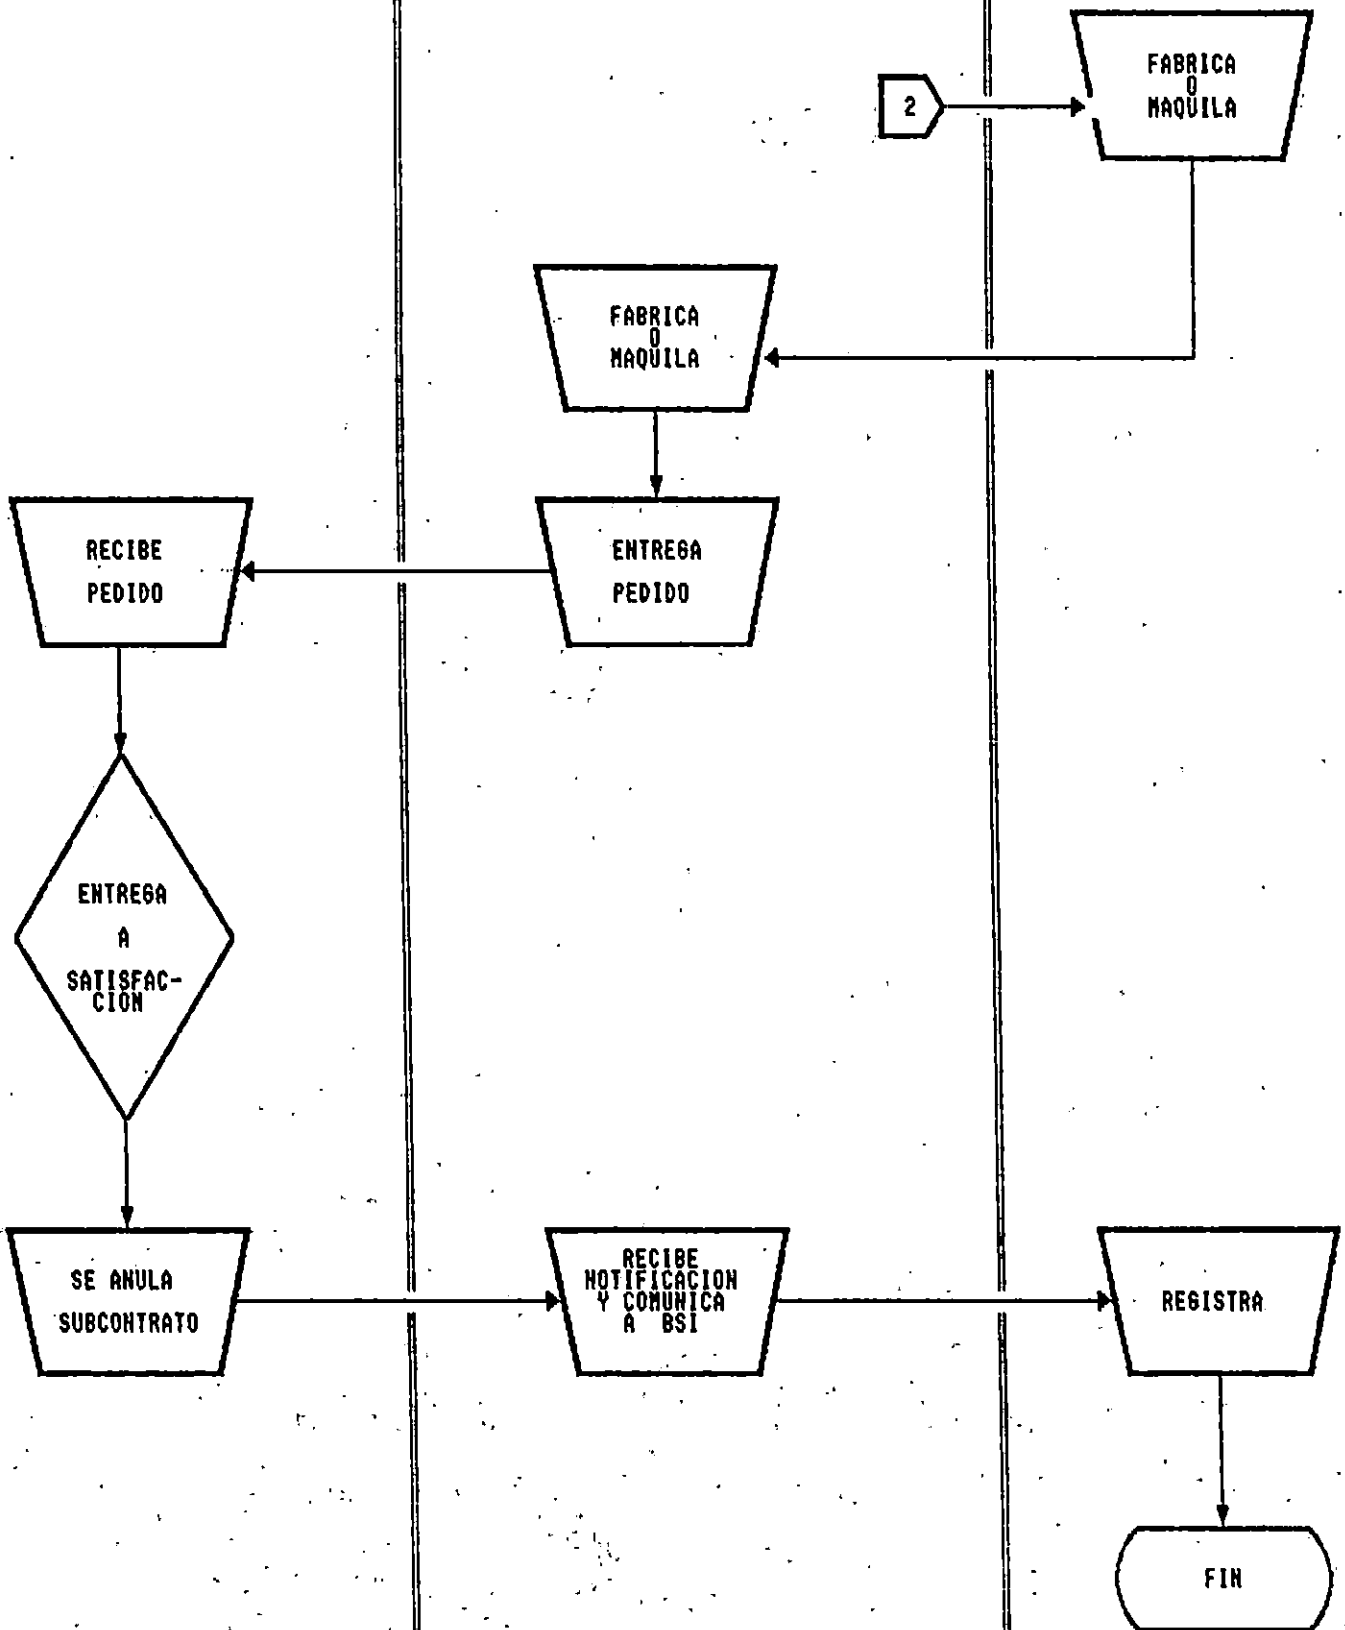 2
FABRICA
O
MAQUILA
FABRICA
O
MAQUILA
RECIBE
PEDIDO
ENTREGA
PEDIDO
ENTREGA
A
SATISFAC-
CION
SE ANULA
SUBCONTRATO
RECIBE
NOTIFICACION
Y COMUNICA
A BSI
REGISTRA
FIN